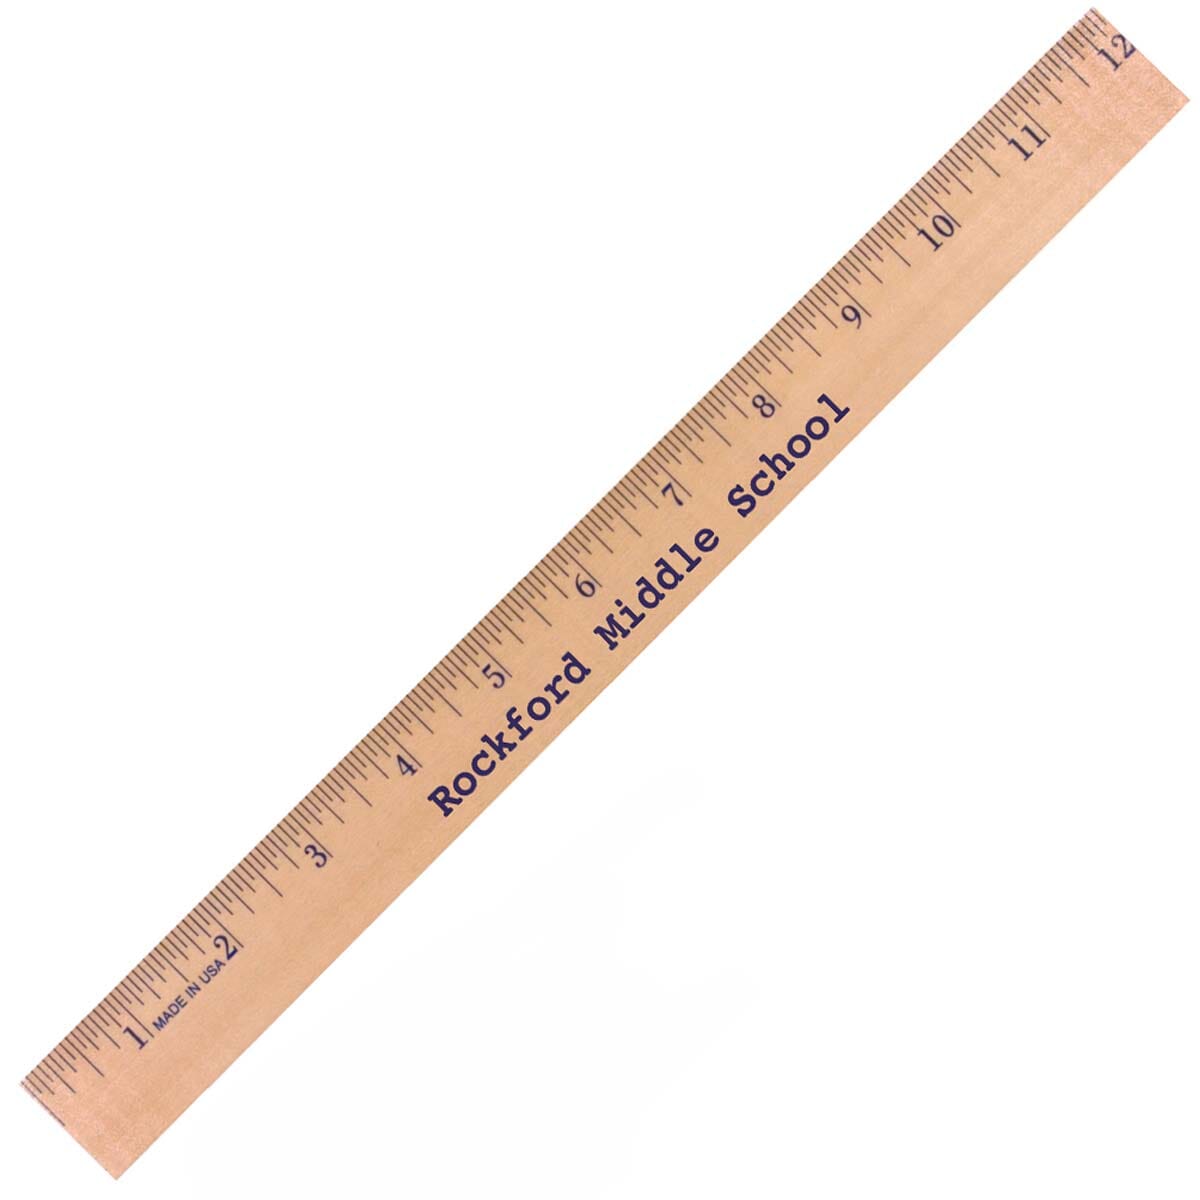 1 2 3 4 5 6 7 8 9 10 11 12
MADE IN USA
Rockford Middle School